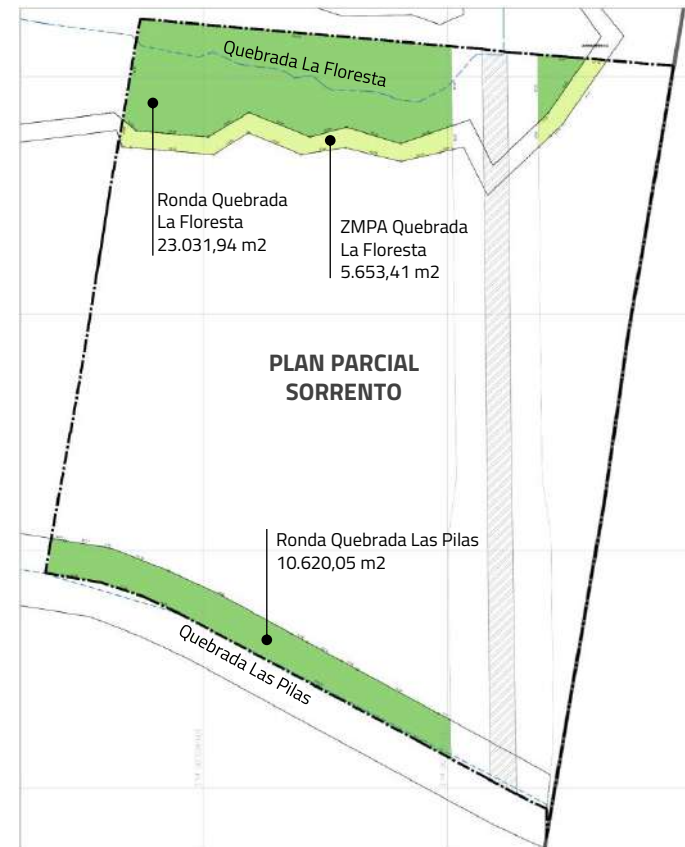 Quebrada La Floresta
Ronda Quebrada
La Floresta
23.031,94 m2
ZMPA Quebrada
La Floresta
5.653,41 m2
PLAN PARCIAL
SORRENTO
Ronda Quebrada Las Pilas
10.620,05 m2
Quebrada Las Pilas